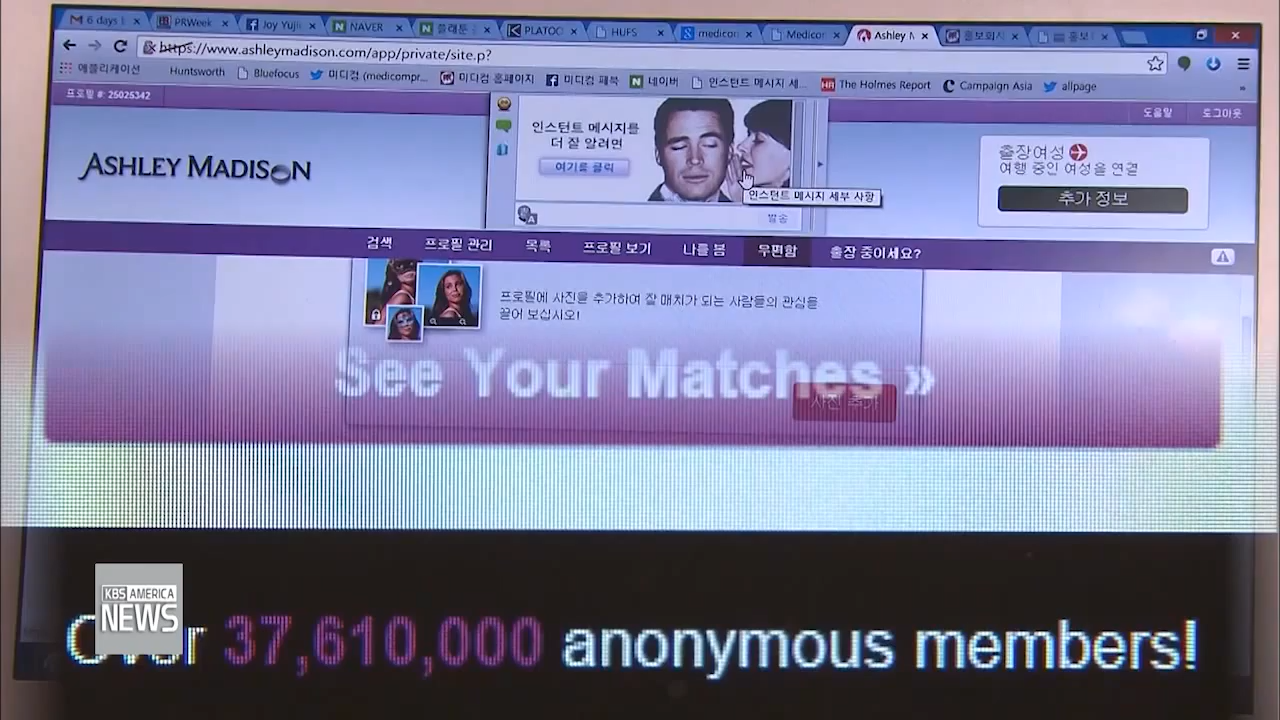 6 days
PRWeek
Joy Yuji
NAVER
플래툰
PLATOO
HUFS
medicon
Medicor
Ashley M
홍보회사
홍보
https://www.ashleymadison.com/app/private/site.p?
애플리케이션
Huntsworth
Bluefocus
미디컴 (medicompr...
미디컴 홈페이지
미디컴 페북
네이버
인스턴트 메시지 세...
The Holmes Report
Campaign Asia
allpage
프로필 #: 25025342
도움말
로그아웃
인스턴트 메시지를
더 잘 알려면
여기를 클릭
인스턴트 메시지 세부 사항
발송
ASHLEY MADISON
출장여성
여행 중인 여성을 연결
추가 정보
검색
프로필 관리
목록
프로필 보기
나를 봄
우편함
출장 중이세요?
프로필에 사진을 추가하여 잘 매치가 되는 사람들의 관심을
끌어 보십시오!
See Your Matches »
사진 추가
KBS AMERICA
NEWS
Over 37,610,000 anonymous members!